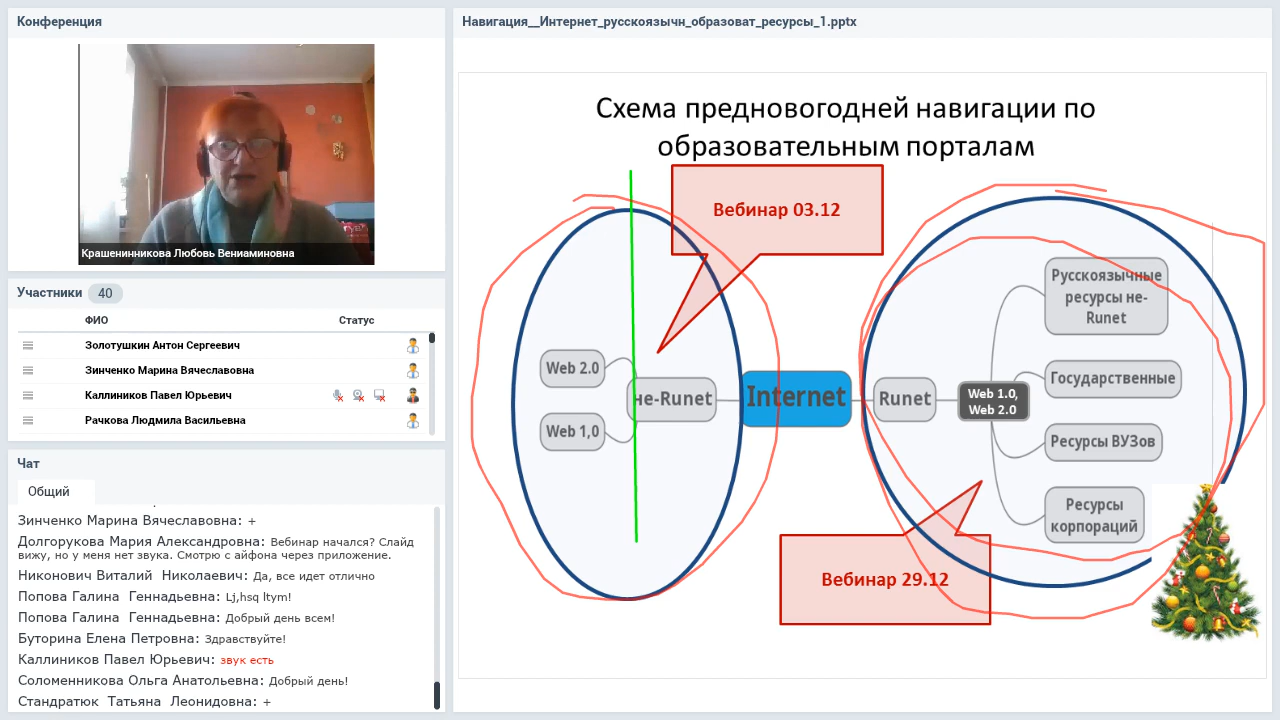 Конференция
Крашенинникова Любовь Вениаминовна
Участники 40
ФИО Статус
Золотушкин Антон Сергеевич
Зинченко Марина Вячеславовна
Каллиников Павел Юрьевич
Рачкова Людмила Васильевна
Чат
Общий
Зинченко Марина Вячеславовна: +
Долгорукова Мария Александровна: Вебинар начался? Слайд
вижу, но у меня нет звука. Смотрю с айфона через приложение.
Никонович Виталий Николаевич: Да, все идет отлично
Попова Галина Геннадьевна: Lj,hsq ltym!
Попова Галина Геннадьевна: Добрый день всем!
Буторина Елена Петровна: Здравствуйте!
Каллиников Павел Юрьевич: звук есть
Соломенникова Ольга Анатольевна: Добрый день!
Стандратюк Татьяна Леонидовна: +
Навигация__Интернет_русскоязычн_образоват_ресурсы_1.pptx
Схема предновогодней навигации по
образовательным порталам
Вебинар 03.12
Web 2.0
Web 1,0
не-Runet
Internet
Runet
Web 1.0,
Web 2.0
Русскоязычные
ресурсы не-
Runet
Государственные
Ресурсы ВУЗов
Ресурсы
корпораций
Вебинар 29.12